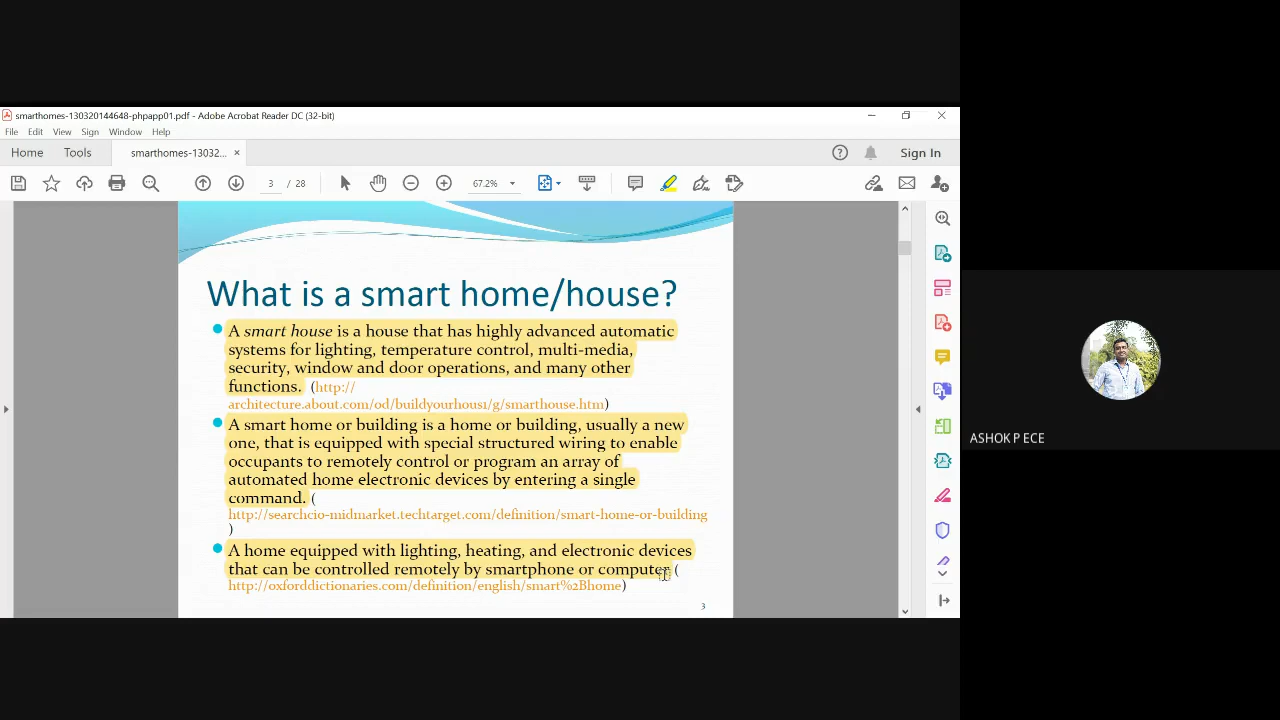 smarthomes-130320144648-phpapp01.pdf - Adobe Acrobat Reader DC (32-bit)
File Edit View Sign Window Help
Home Tools smarthomes-13032... × Sign In
3 / 28 67.2%
What is a smart home/house?
A smart house is a house that has highly advanced automatic
systems for lighting, temperature control, multi-media,
security, window and door operations, and many other
functions. (http://
architecture.about.com/od/buildyourhous1/g/smarthouse.htm)
A smart home or building is a home or building, usually a new
one, that is equipped with special structured wiring to enable
occupants to remotely control or program an array of
automated home electronic devices by entering a single
command. (
http://searchcio-midmarket.techtarget.com/definition/smart-home-or-building
)
A home equipped with lighting, heating, and electronic devices
that can be controlled remotely by smartphone or computer (
http://oxforddictionaries.com/definition/english/smart%2Bhome)
3
ASHOK P ECE